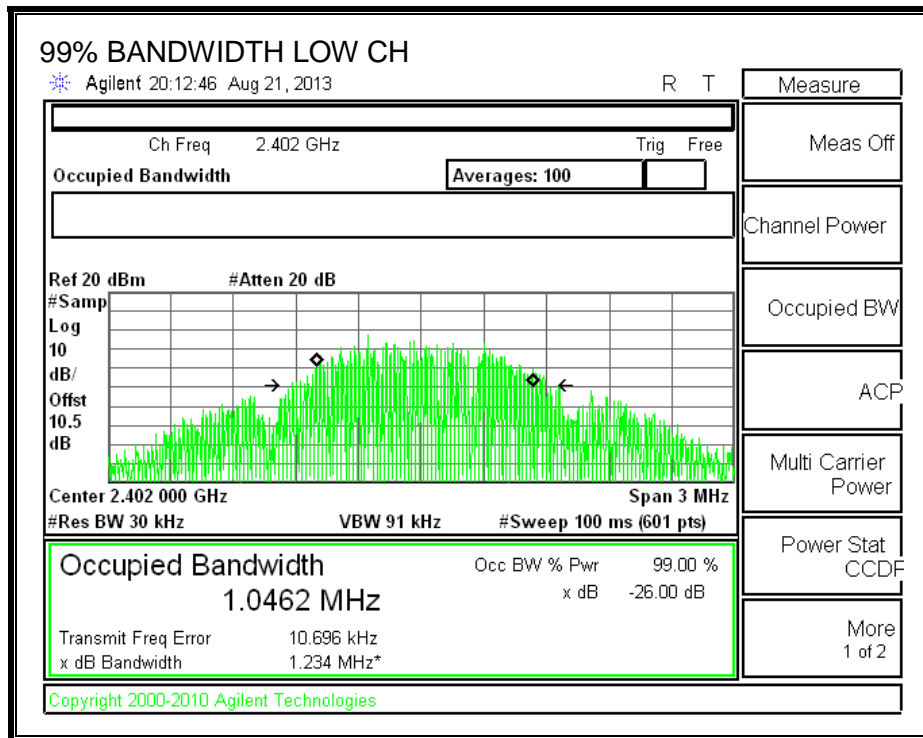 99% BANDWIDTH LOW CH
Agilent 20:12:46 Aug 21, 2013 R T
Measure
Ch Freq 2.402 GHz Trig Free
Meas Off
Occupied Bandwidth Averages: 100
Channel Power
Ref 20 dBm #Atten 20 dB
#Samp
Log
10
dB/
Offst
10.5
dB
Occupied BW
ACP
Multi Carrier
Power
Center 2.402 000 GHz Span 3 MHz
#Res BW 30 kHz VBW 91 kHz #Sweep 100 ms (601 pts)
Power Stat
CCDF
Occupied Bandwidth Occ BW % Pwr 99.00 %
1.0462 MHz x dB -26.00 dB
Transmit Freq Error 10.696 kHz
x dB Bandwidth 1.234 MHz*
More
1 of 2
Copyright 2000-2010 Agilent Technologies